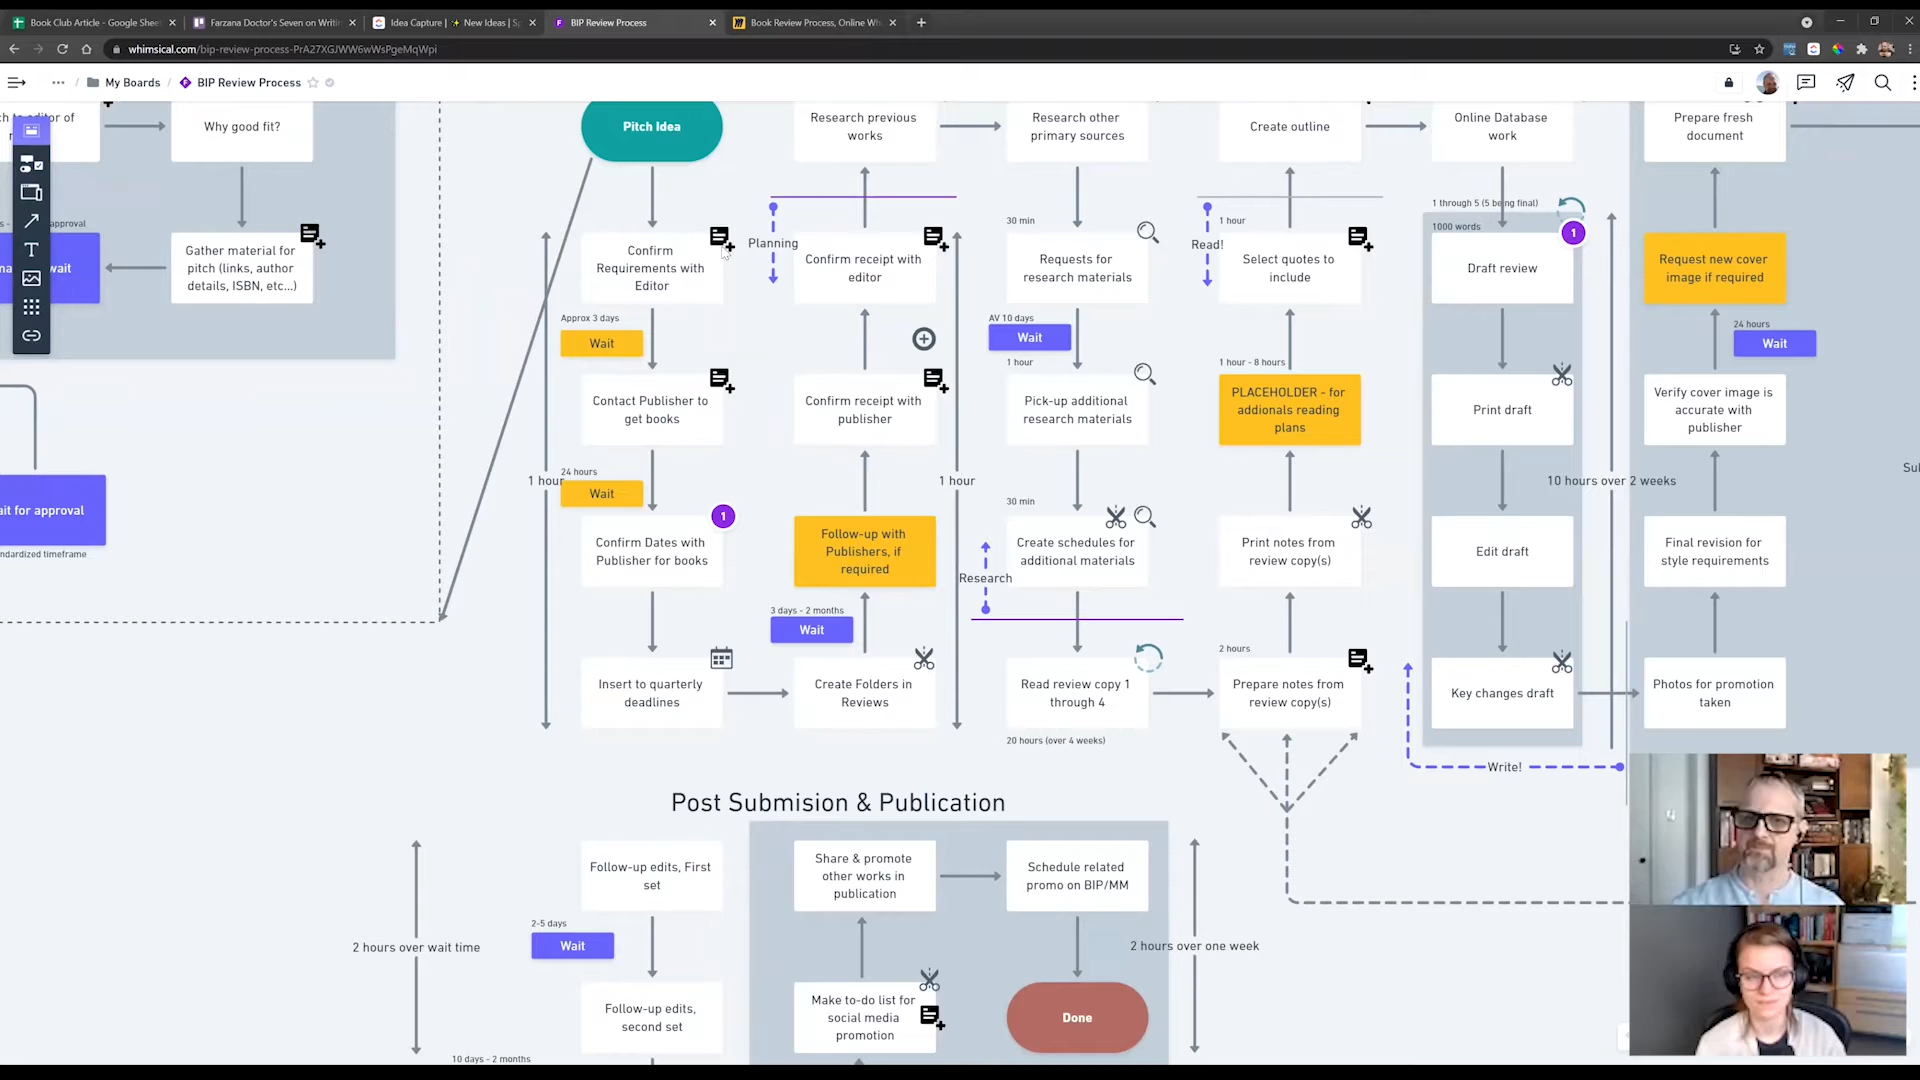 Book Club Article - Google Sheet
Farzana Doctor's Seven on Writin
Idea Capture | ✨ New Ideas | Sp
BIP Review Process
Book Review Process, Online Wh
whimsical.com/bip-review-process-PrA27XGJWW6wWsPgeMqWpi
... / My Boards / BIP Review Process
ch to editor of
Why good fit?
Pitch Idea
Research previous
works
Research other
primary sources
Create outline
Online Database
work
Prepare fresh
document
approval
wait
Gather material for
pitch (links, author
details, ISBN, etc...)
Confirm
Requirements with
Editor
Planning
Confirm receipt with
editor
30 min
Requests for
research materials
Read!
1 hour
Select quotes to
include
1 through 5 (5 being final)
1000 words
1
Draft review
Request new cover
image if required
Approx 3 days
Wait
AV 10 days
Wait
24 hours
Wait
Contact Publisher to
get books
Confirm receipt with
publisher
1 hour
Pick-up additional
research materials
1 hour - 8 hours
PLACEHOLDER - for
addionals reading
plans
Print draft
Verify cover image is
accurate with
publisher
24 hours
1 hour
Wait
1 hour
10 hours over 2 weeks
Sul
ait for approval
ndardized timeframe
1
Confirm Dates with
Publisher for books
Follow-up with
Publishers, if
required
30 min
Create schedules for
additional materials
Research
Print notes from
review copy(s)
Edit draft
Final revision for
style requirements
3 days - 2 months
Wait
Insert to quarterly
deadlines
Create Folders in
Reviews
Read review copy 1
through 4
20 hours (over 4 weeks)
2 hours
Prepare notes from
review copy(s)
Key changes draft
Photos for promotion
taken
Write!
Post Submision & Publication
Follow-up edits, First
set
Share & promote
other works in
publication
Schedule related
promo on BIP/MM
2 hours over wait time
2-5 days
Wait
2 hours over one week
Follow-up edits,
second set
Make to-do list for
social media
promotion
Done
10 days - 2 months